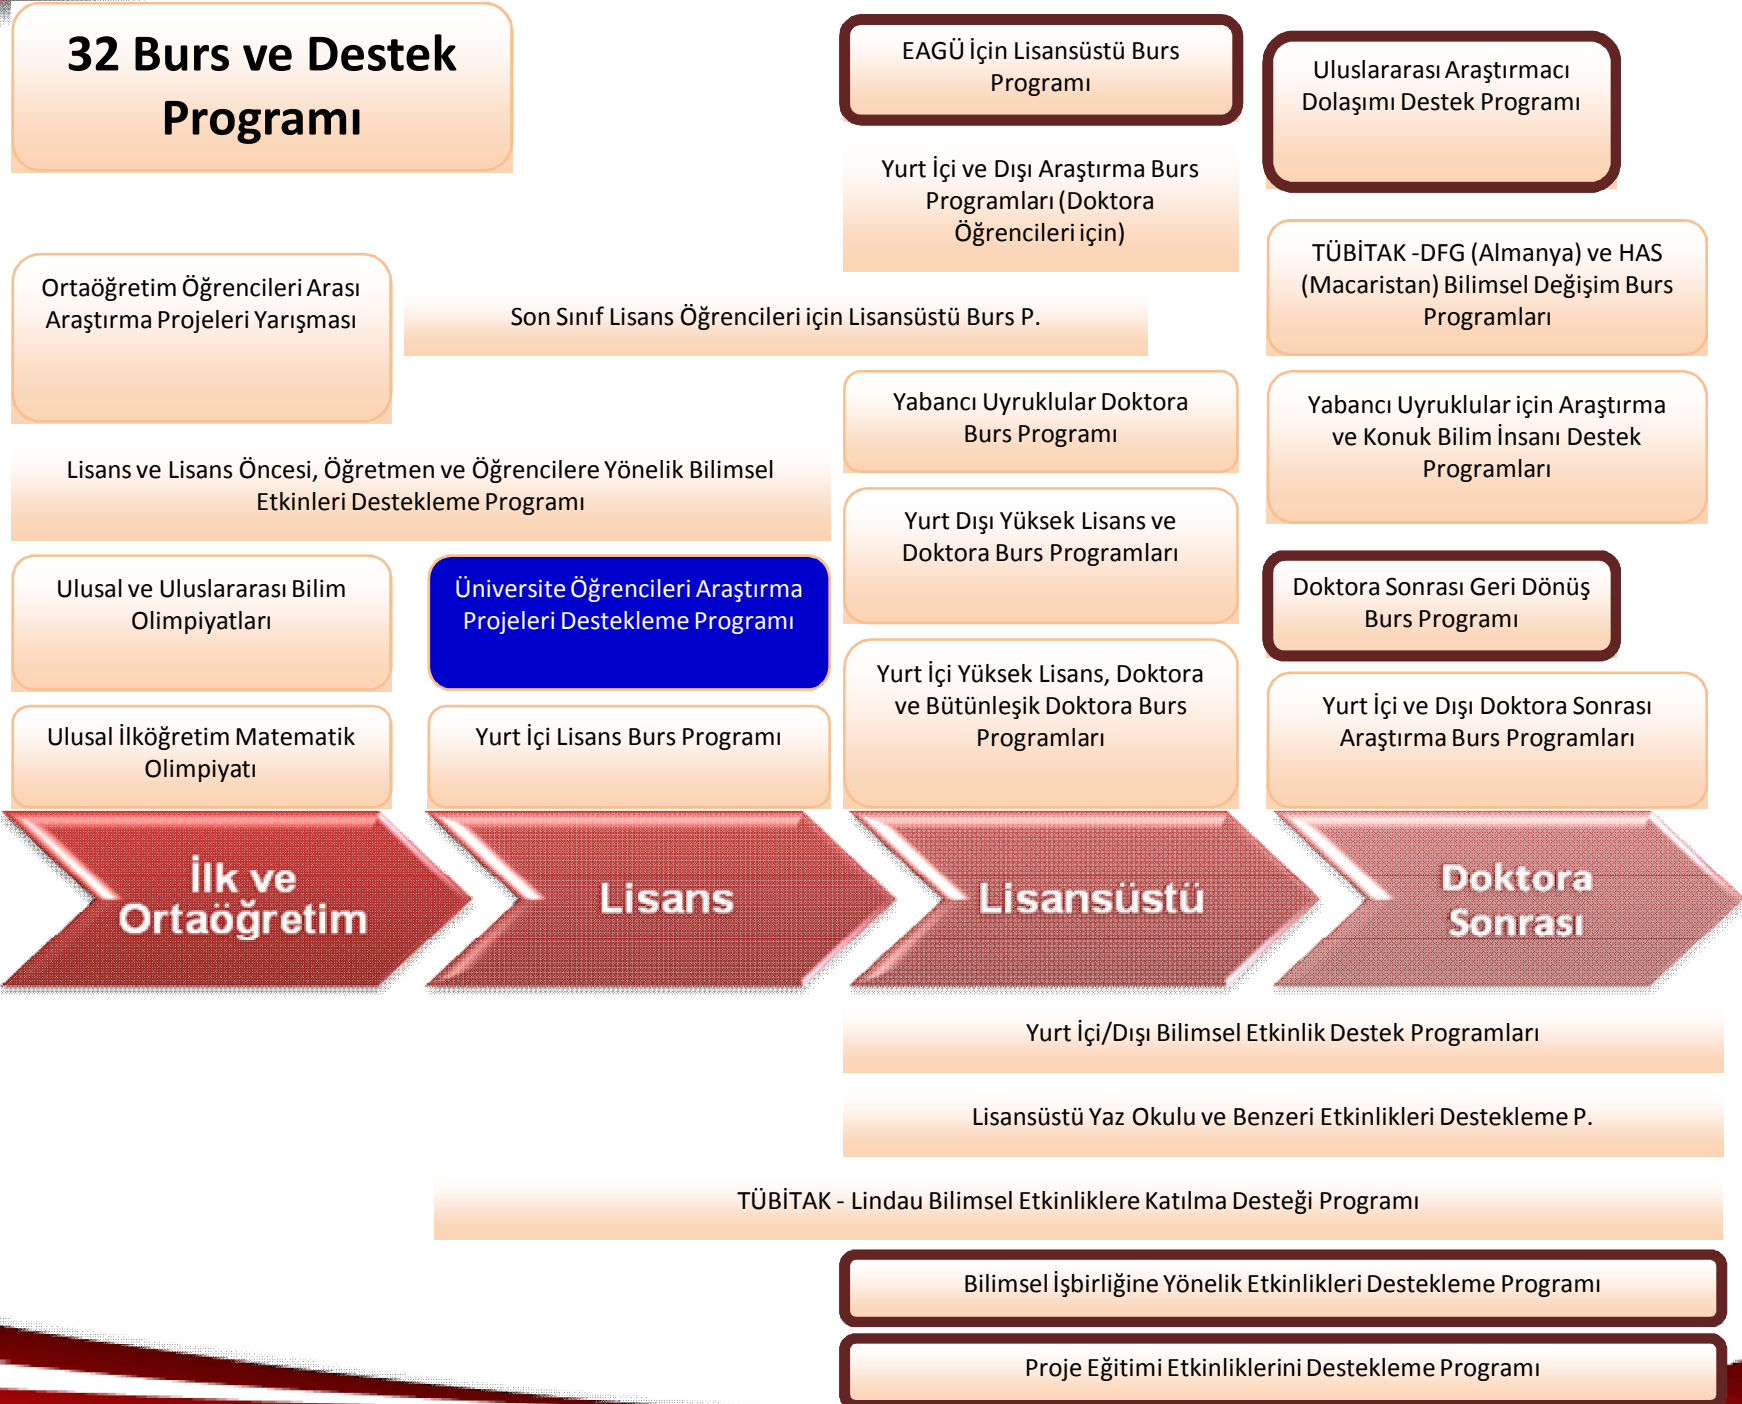 32 Burs ve Destek
Programı
EAGÜ İçin Lisansüstü Burs
Programı
Uluslararası Araştırmacı
Dolaşımı Destek Programı
Yurt İçi ve Dışı Araştırma Burs
Programları (Doktora
Öğrencileri için)
TÜBİTAK -DFG (Almanya) ve HAS
(Macaristan) Bilimsel Değişim Burs
Programları
Ortaöğretim Öğrencileri Arası
Araştırma Projeleri Yarışması
Son Sınıf Lisans Öğrencileri için Lisansüstü Burs P.
Yabancı Uyruklular Doktora
Burs Programı
Yabancı Uyruklular için Araştırma
ve Konuk Bilim İnsanı Destek
Programları
Lisans ve Lisans Öncesi, Öğretmen ve Öğrencilere Yönelik Bilimsel
Etkinleri Destekleme Programı
Yurt Dışı Yüksek Lisans ve
Doktora Burs Programları
Ulusal ve Uluslararası Bilim
Olimpiyatları
Üniversite Öğrencileri Araştırma
Projeleri Destekleme Programı
Doktora Sonrası Geri Dönüş
Burs Programı
Yurt İçi Yüksek Lisans, Doktora
ve Bütünleşik Doktora Burs
Programları
Yurt İçi ve Dışı Doktora Sonrası
Araştırma Burs Programları
Ulusal İlköğretim Matematik
Olimpiyatı
Yurt İçi Lisans Burs Programı
İlk ve
Ortaöğretim
Lisans
Lisansüstü
Doktora
Sonrası
Yurt İçi/Dışı Bilimsel Etkinlik Destek Programları
Lisansüstü Yaz Okulu ve Benzeri Etkinlikleri Destekleme P.
TÜBİTAK - Lindau Bilimsel Etkinliklere Katılma Desteği Programı
Bilimsel İşbirliğine Yönelik Etkinlikleri Destekleme Programı
Proje Eğitimi Etkinliklerini Destekleme Programı